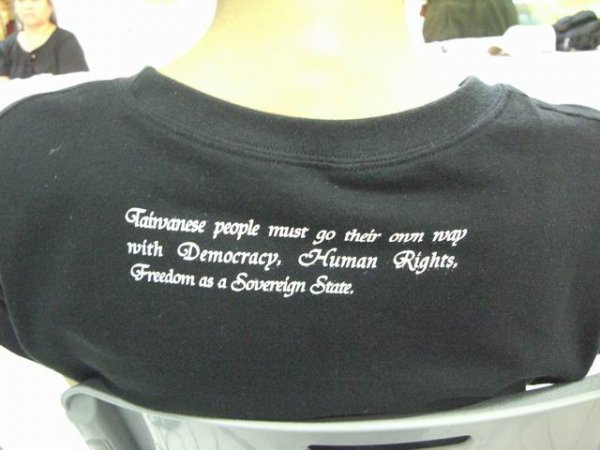 Taiwanese people must go their own way
with Democracy, Human Rights,
Freedom as a Sovereign State.